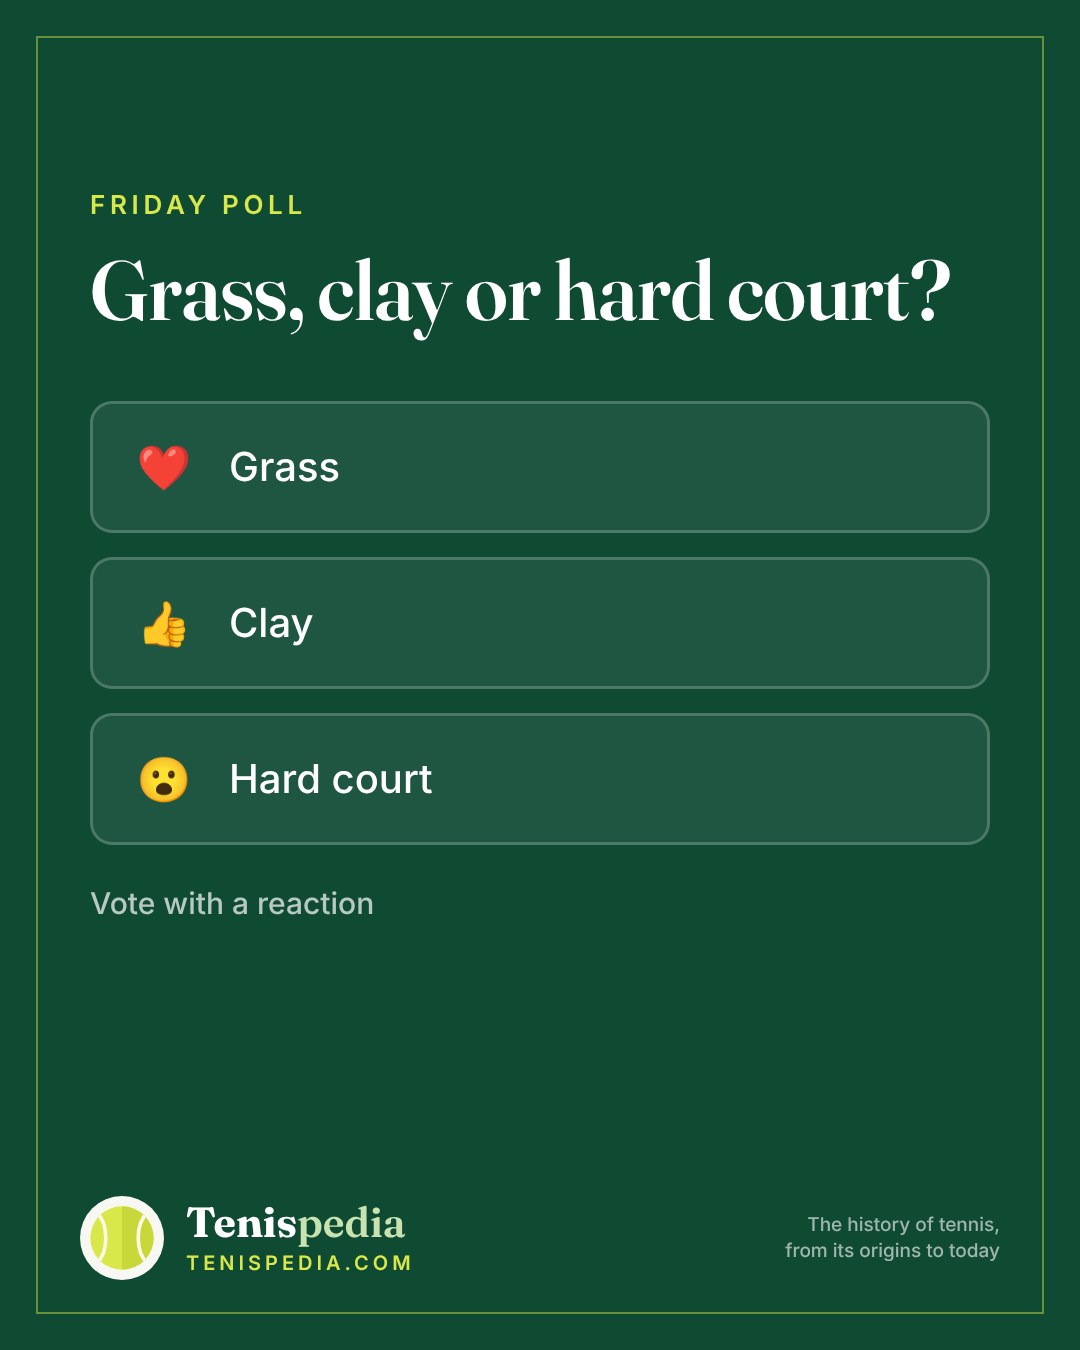 FRIDAY POLL
Grass, clay or hard court?
❤️ Grass
👍 Clay
😮 Hard court
Vote with a reaction
Tenispedia
TENISPEDIA.COM
The history of tennis,
from its origins to today